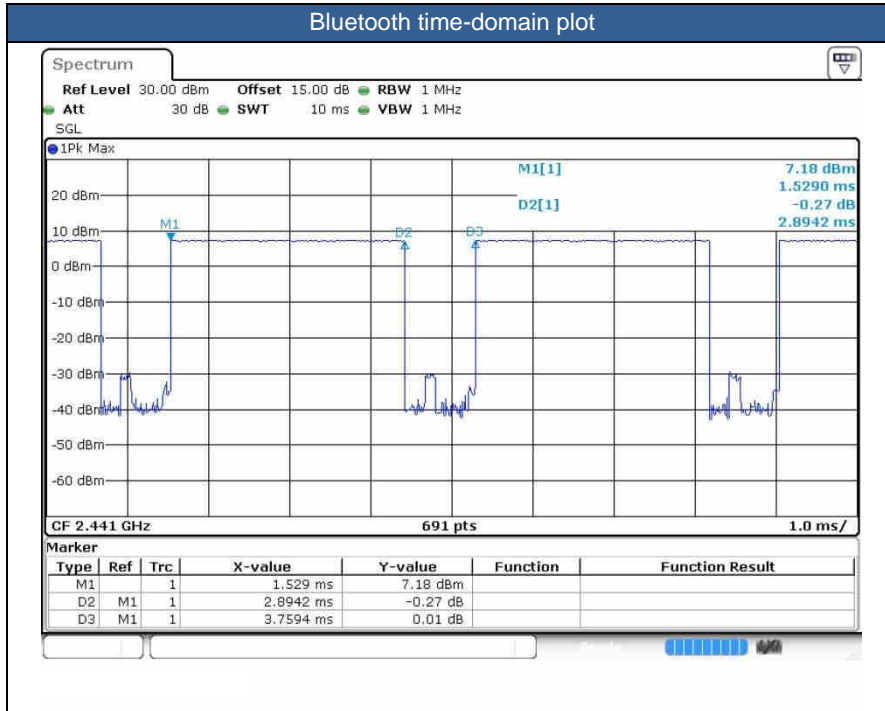 Bluetooth time-domain plot
Spectrum
Ref Level 30.00 dBm Offset 15.00 dB RBW 1 MHz
Att 30 dB SWT 10 ms VBW 1 MHz
SGL
1Pk Max
M1[1] 7.18 dBm
1.5290 ms
D2[1] -0.27 dB
2.8942 ms
20 dBm
10 dBm
M1
D2
D3
0 dBm
-10 dBm
-20 dBm
-30 dBm
-40 dBm
-50 dBm
-60 dBm
CF 2.441 GHz 691 pts 1.0 ms/
Marker
Type Ref Trc X-value Y-value Function Function Result
M1 1 1.529 ms 7.18 dBm
D2 M1 1 2.8942 ms -0.27 dB
D3 M1 1 3.7594 ms 0.01 dB